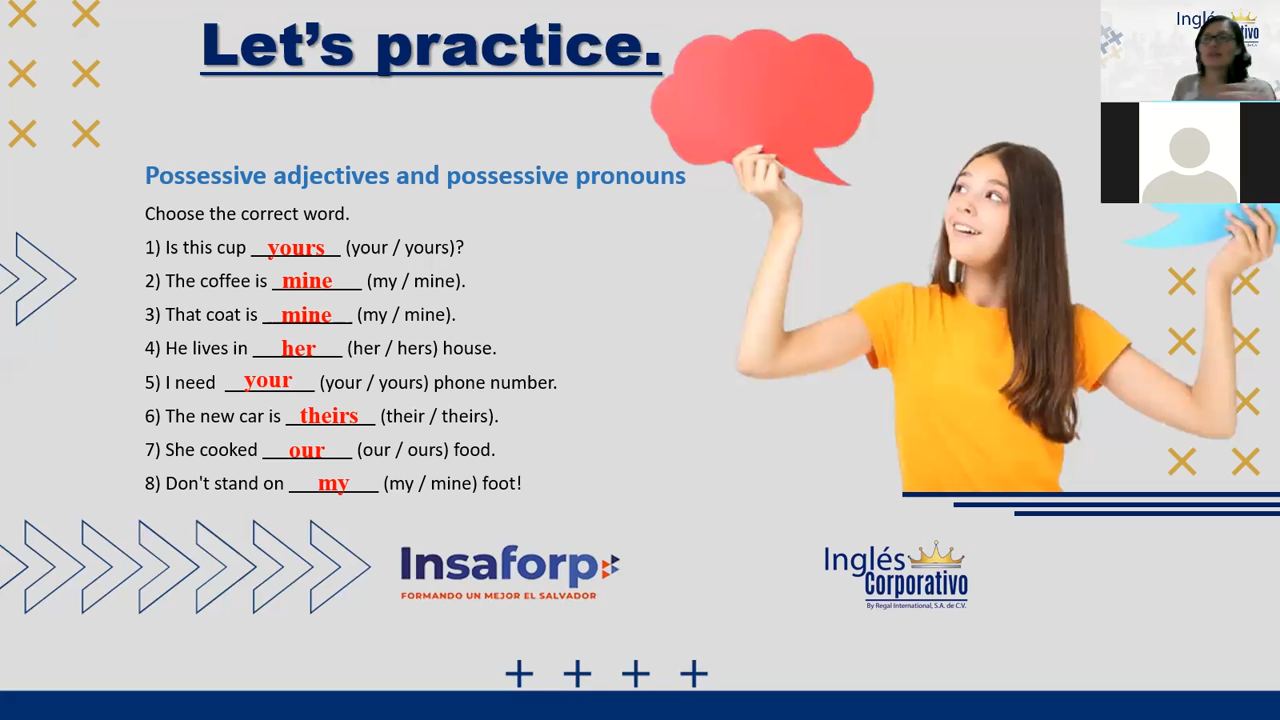 Let's practice.
Possessive adjectives and possessive pronouns
Choose the correct word.
1) Is this cup yours (your / yours)?
2) The coffee is mine (my / mine).
3) That coat is mine (my / mine).
4) He lives in her (her / hers) house.
5) I need your (your / yours) phone number.
6) The new car is theirs (their / theirs).
7) She cooked our (our / ours) food.
8) Don't stand on my (my / mine) foot!
Insaforp
FORMANDO UN MEJOR EL SALVADOR
Inglés
Corporativo
By Regal International, S.A. de C.V.